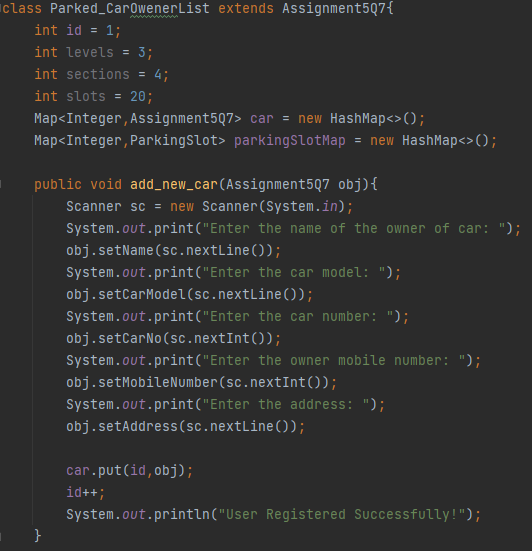 class Parked_CarOwenerList extends Assignment5Q7{
    int id = 1;
    int levels = 3;
    int sections = 4;
    int slots = 20;
    Map<Integer,Assignment5Q7> car = new HashMap<>();
    Map<Integer,ParkingSlot> parkingSlotMap = new HashMap<>();

    public void add_new_car(Assignment5Q7 obj){
        Scanner sc = new Scanner(System.in);
        System.out.print("Enter the name of the owner of car: ");
        obj.setName(sc.nextLine());
        System.out.print("Enter the car model: ");
        obj.setCarModel(sc.nextLine());
        System.out.print("Enter the car number: ");
        obj.setCarNo(sc.nextInt());
        System.out.print("Enter the owner mobile number: ");
        obj.setMobileNumber(sc.nextInt());
        System.out.print("Enter the address: ");
        obj.setAddress(sc.nextLine());

        car.put(id,obj);
        id++;
        System.out.println("User Registered Successfully!");
    }